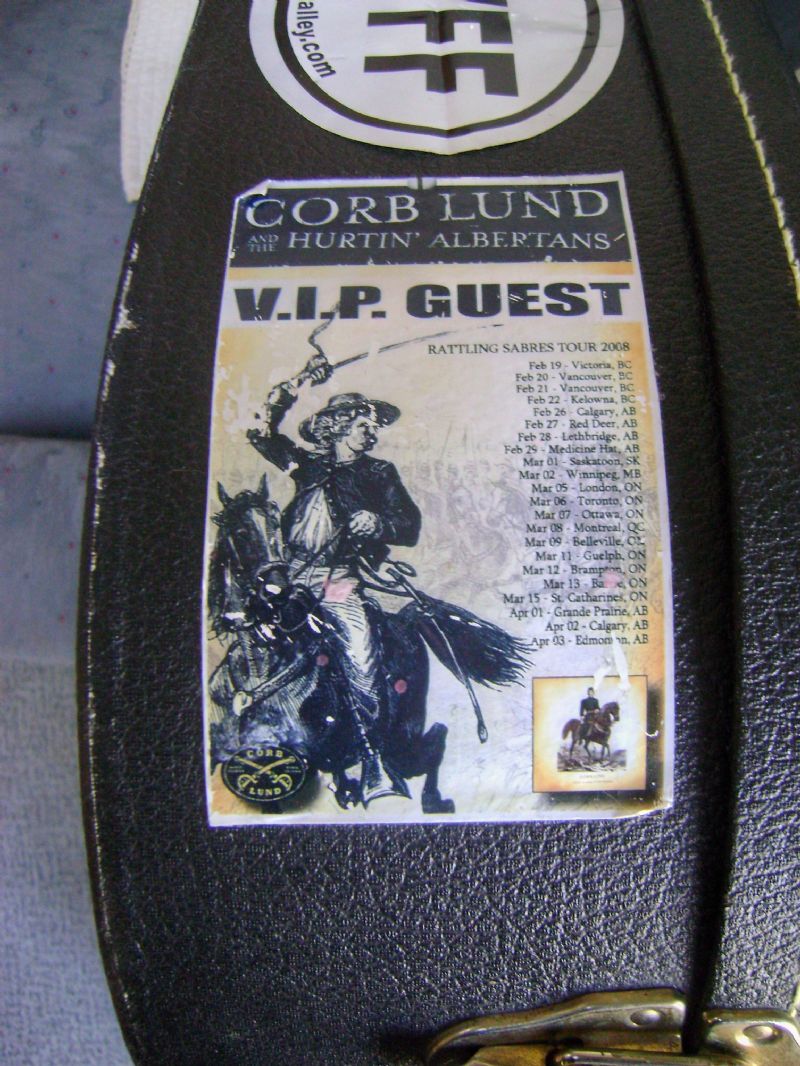 alley.com
FF
CORB LUND
AND THE HURTIN' ALBERTANS
V.I.P. GUEST
RATTLING SABRES TOUR 2008
Feb 19 - Victoria, BC
Feb 20 - Vancouver, BC
Feb 21 - Vancouver, BC
Feb 22 - Kelowna, BC
Feb 26 - Calgary, AB
Feb 27 - Red Deer, AB
Feb 28 - Lethbridge, AB
Feb 29 - Medicine Hat, AB
Mar 01 - Saskatoon, SK
Mar 02 - Winnipeg, MB
Mar 05 - London, ON
Mar 06 - Toronto, ON
Mar 07 - Ottawa, ON
Mar 08 - Montreal, QC
Mar 09 - Belleville,
Mar 11 - Guelph, ON
Mar 12 - Brampton, ON
Mar 13 - ON
Mar 15 - St. Catharines, ON
Apr 01 - Grande Prairie, AB
Apr 02 - Calgary, AB
Apr 03 - Edmonton, AB
CORB
LUND